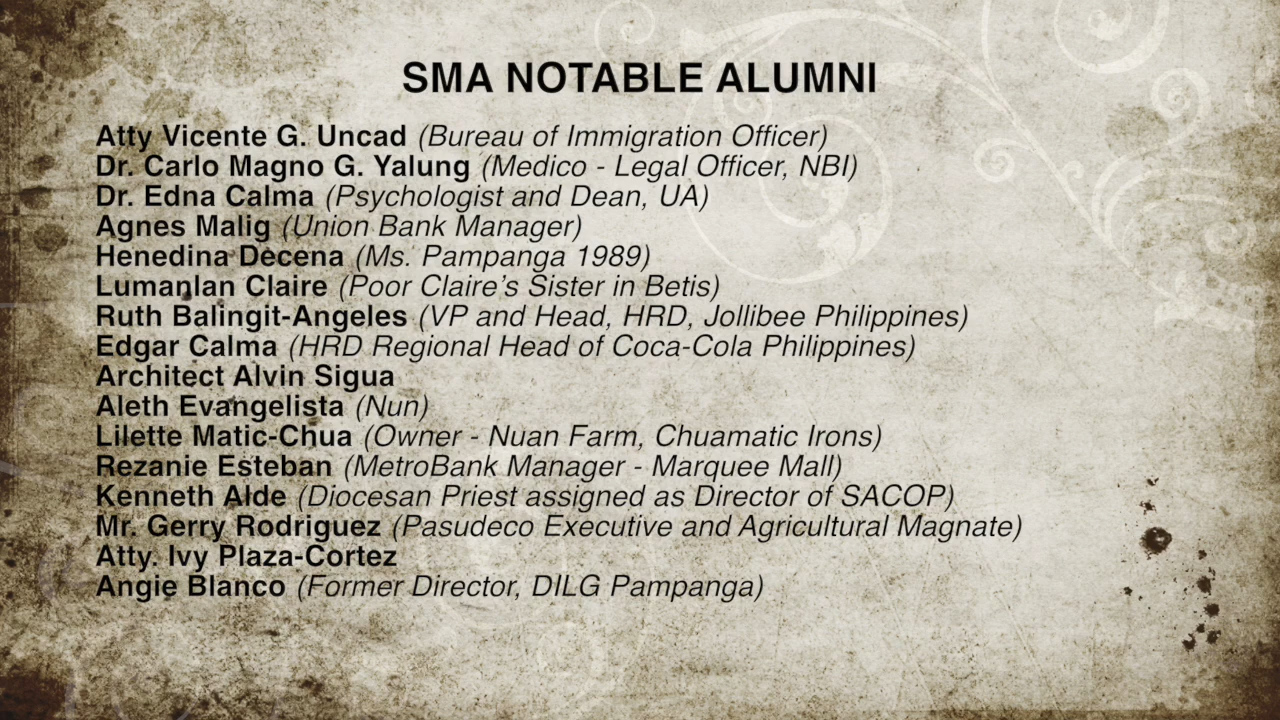 SMA NOTABLE ALUMNI
Atty Vicente G. Uncad (Bureau of Immigration Officer)
Dr. Carlo Magno G. Yalung (Medico - Legal Officer, NBI)
Dr. Edna Calma (Psychologist and Dean, UA)
Agnes Malig (Union Bank Manager)
Henedina Decena (Ms. Pampanga 1989)
Lumanlan Claire (Poor Claire's Sister in Betis)
Ruth Balingit-Angeles (VP and Head, HRD, Jollibee Philippines)
Edgar Calma (HRD Regional Head of Coca-Cola Philippines)
Architect Alvin Sigua
Aleth Evangelista (Nun)
Lilette Matic-Chua (Owner - Nuan Farm, Chuamatic Irons)
Rezanie Esteban (MetroBank Manager - Marquee Mall)
Kenneth Alde (Diocesan Priest assigned as Director of SACOP)
Mr. Gerry Rodriguez (Pasudeco Executive and Agricultural Magnate)
Atty. Ivy Plaza-Cortez
Angie Blanco (Former Director, DILG Pampanga)